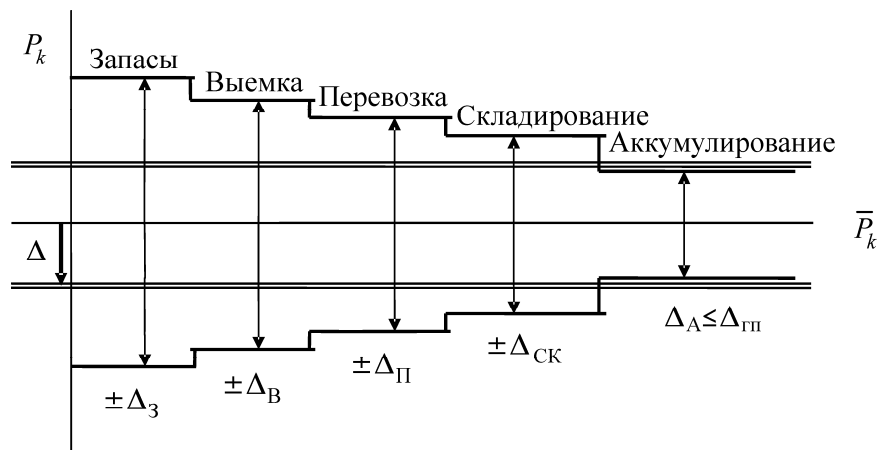 P_k
Запасы
Выемка
Перевозка
Складирование
Аккумулирование
Δ
P̅_k
±Δ_З
±Δ_В
±Δ_П
±Δ_СК
Δ_А≤Δ_ГП